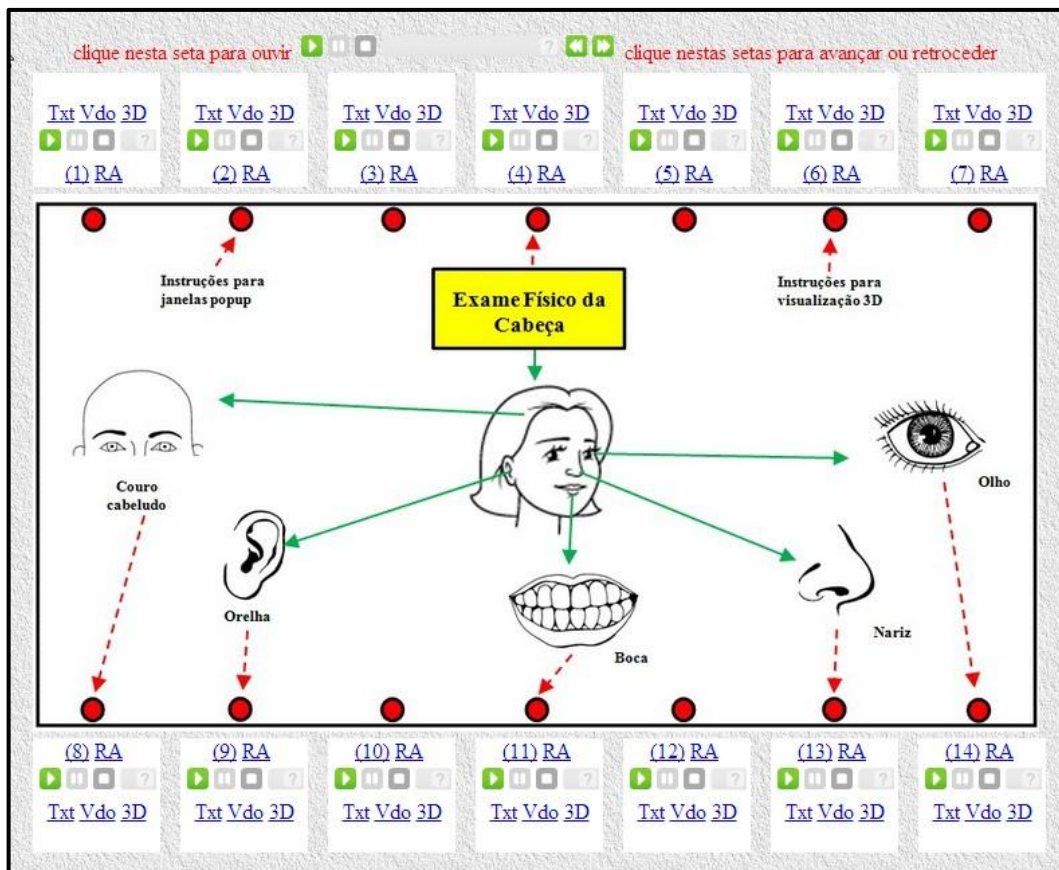 clique nesta seta para ouvir ? clique nestas setas para avançar ou retroceder
Txt Vdo 3D Txt Vdo 3D Txt Vdo 3D Txt Vdo 3D Txt Vdo 3D Txt Vdo 3D Txt Vdo 3D
? ? ? ? ? ? ?
(1) RA (2) RA (3) RA (4) RA (5) RA (6) RA (7) RA
Instruções para
janelas popup
Exame Físico da
Cabeça
Instruções para
visualização 3D
Couro
cabeludo
Olho
Orelha
Boca
Nariz
(8) RA (9) RA (10) RA (11) RA (12) RA (13) RA (14) RA
? ? ? ? ? ? ?
Txt Vdo 3D Txt Vdo 3D Txt Vdo 3D Txt Vdo 3D Txt Vdo 3D Txt Vdo 3D Txt Vdo 3D